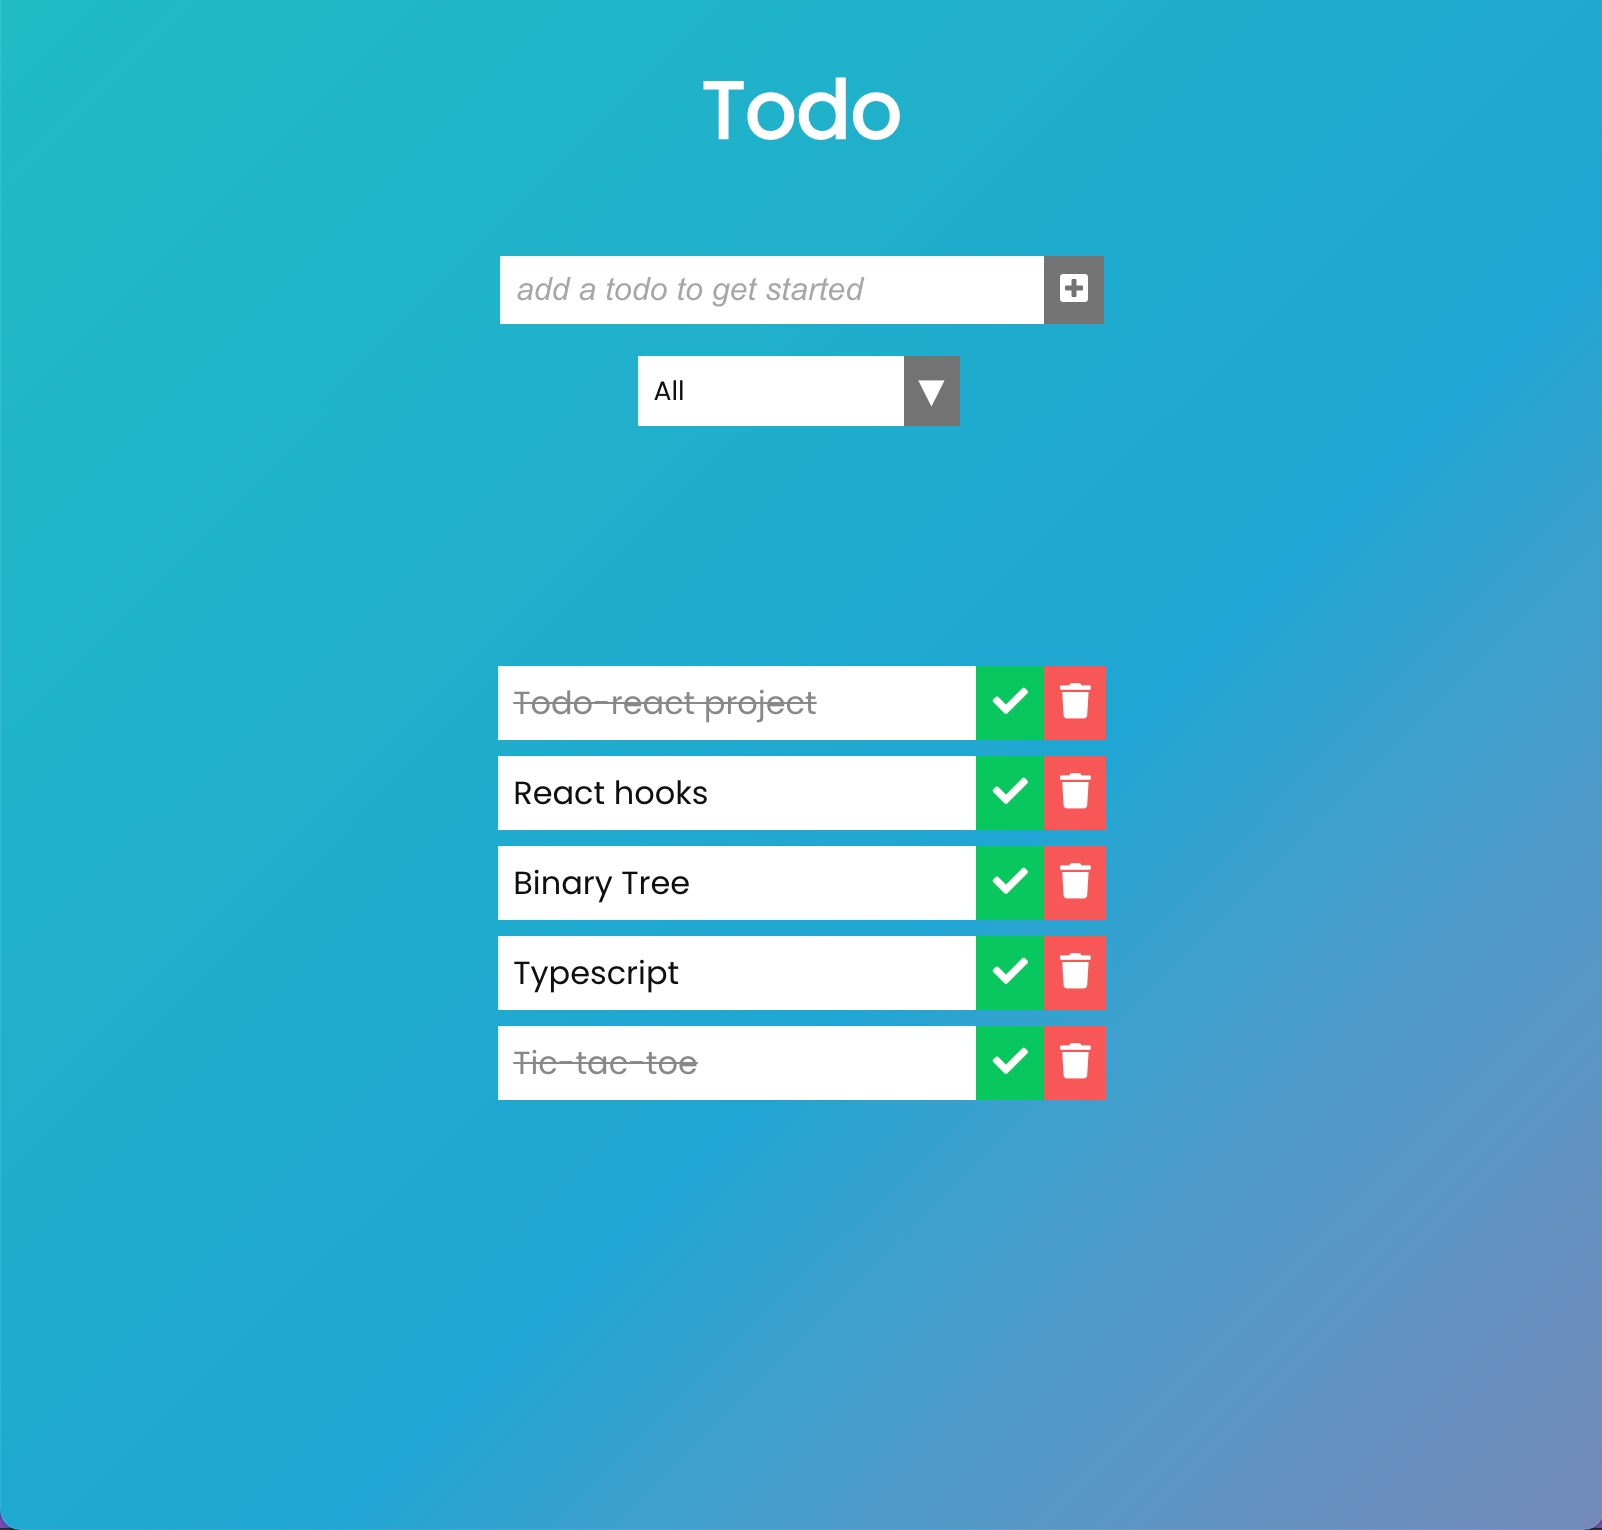 Todo
add a todo to get started
All
Todo-react project
React hooks
Binary Tree
Typescript
Tic-tac-toe